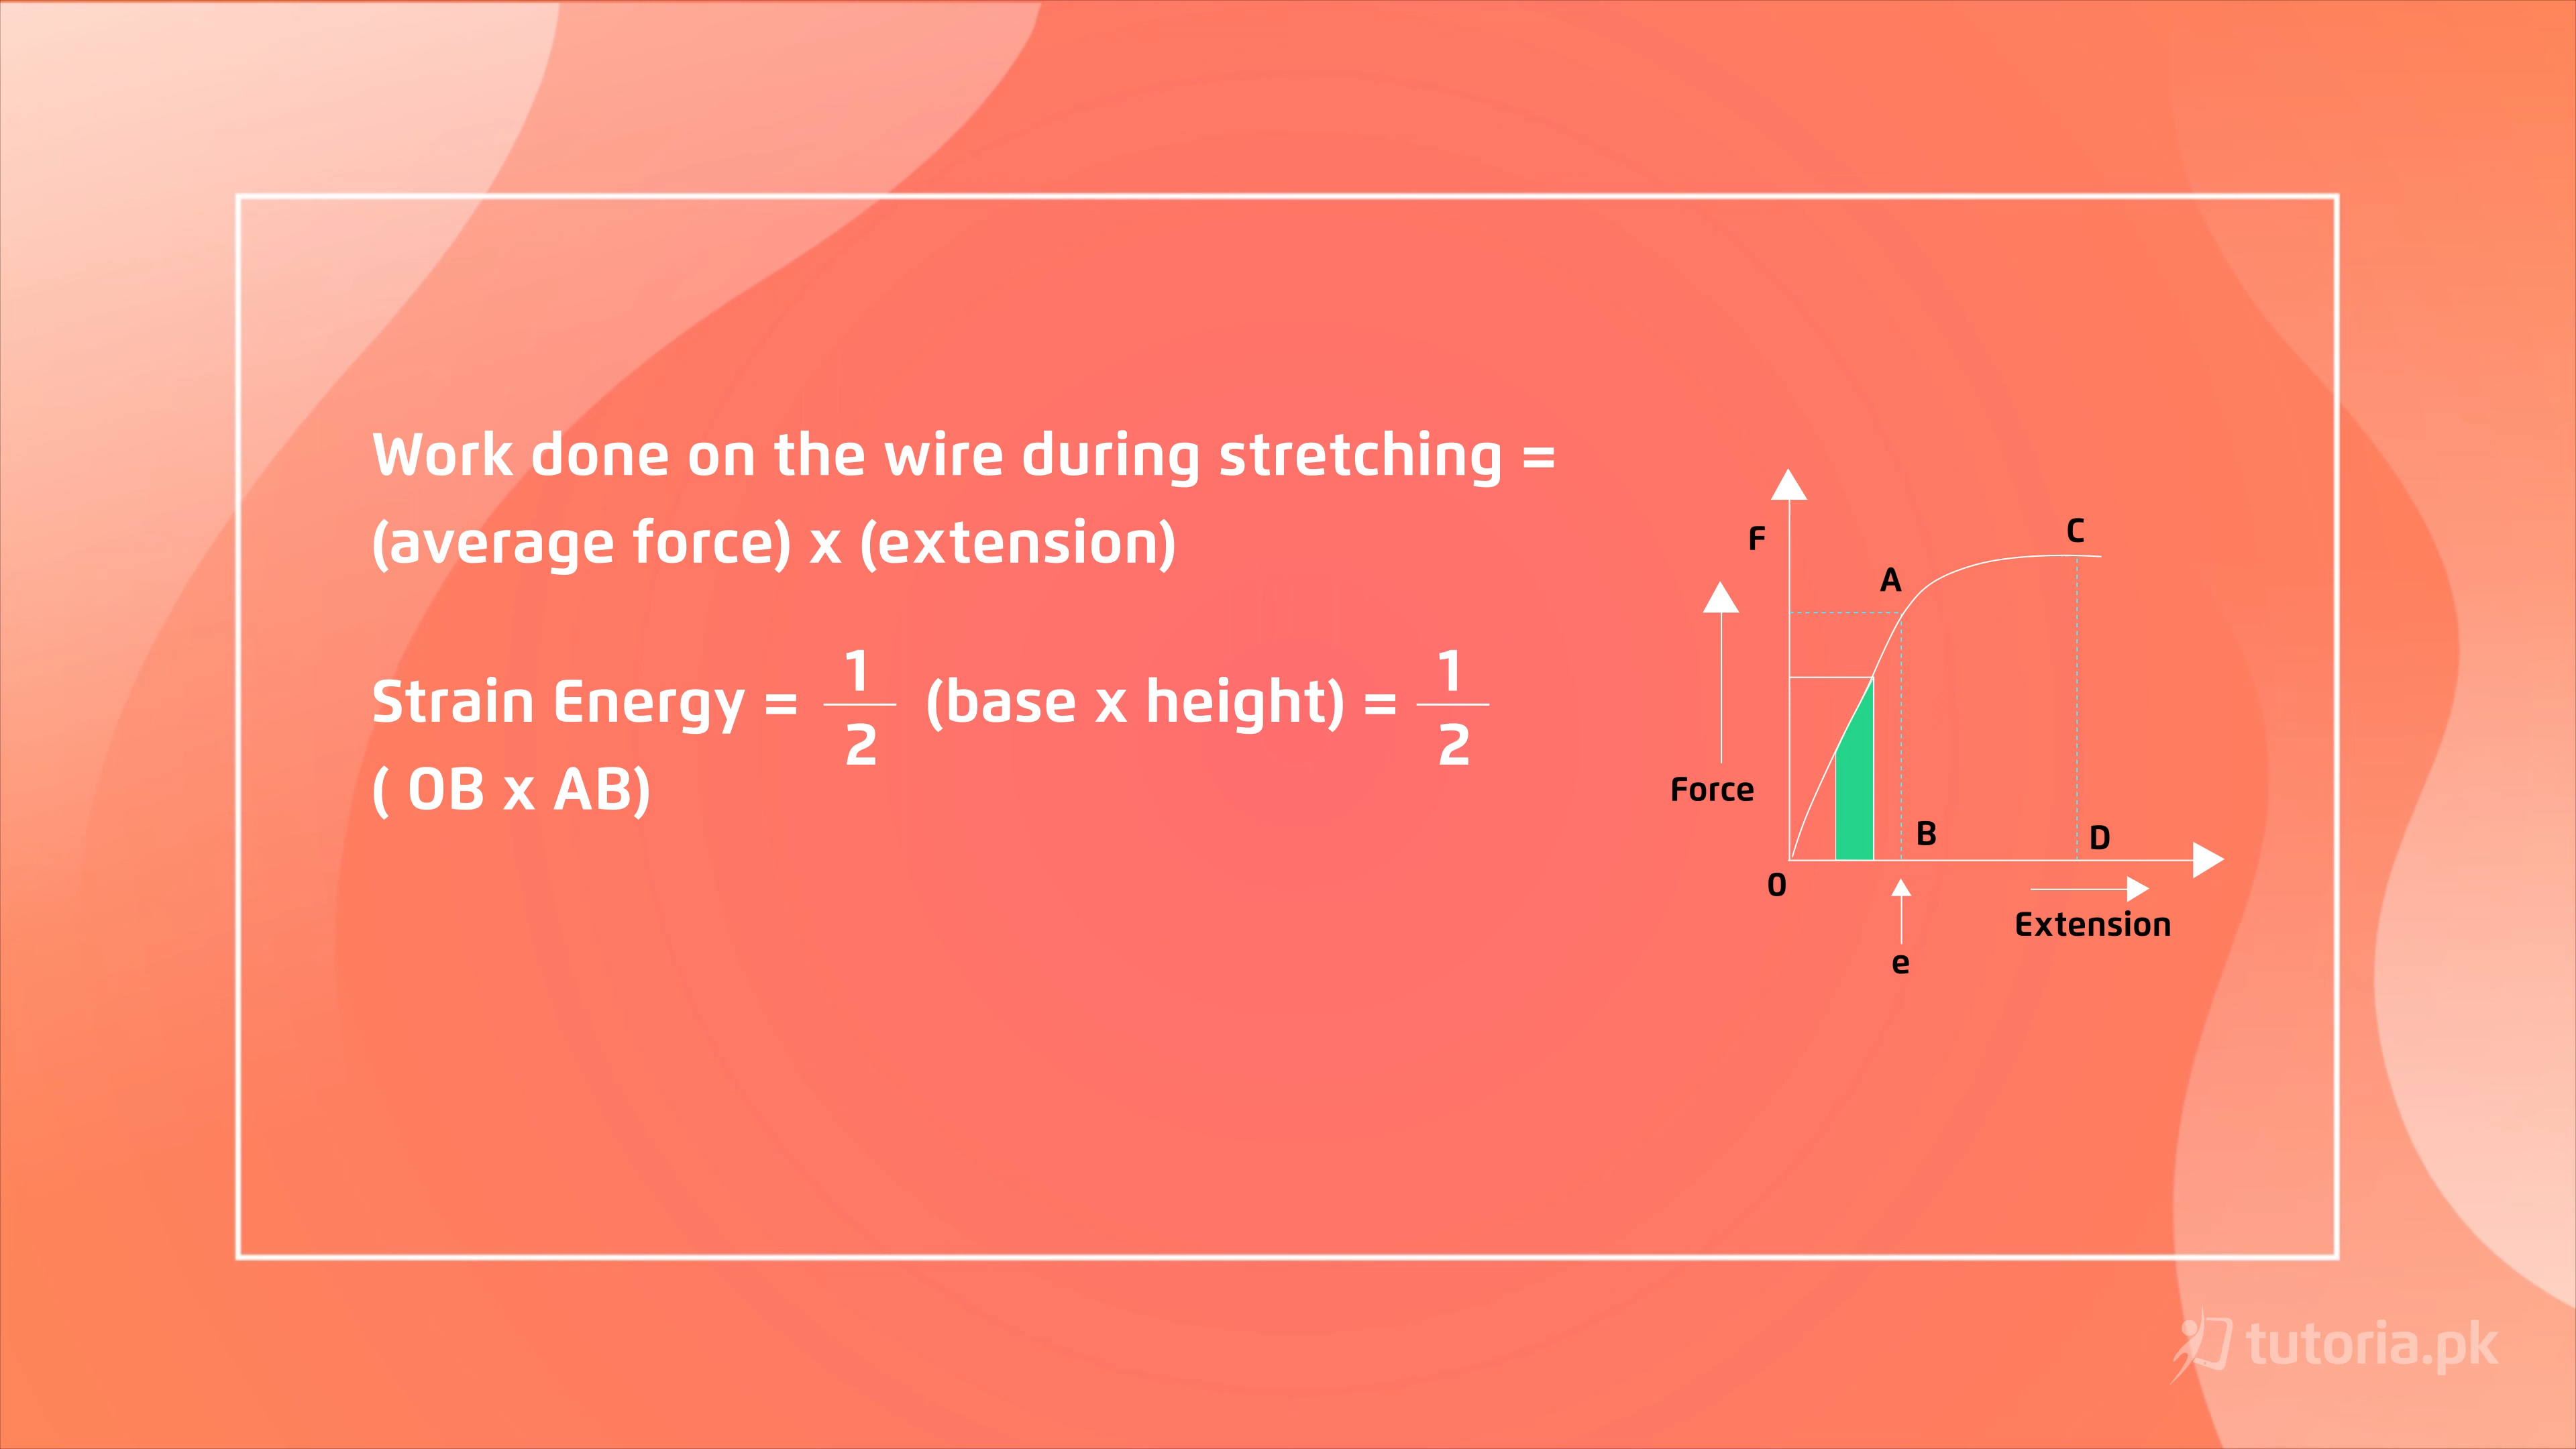 Work done on the wire during stretching =
(average force) x (extension)
Strain Energy = 1/2 (base x height) = 1/2
( OB x AB)
F
C
A
Force
B
D
O
Extension
e
tutoria.pk